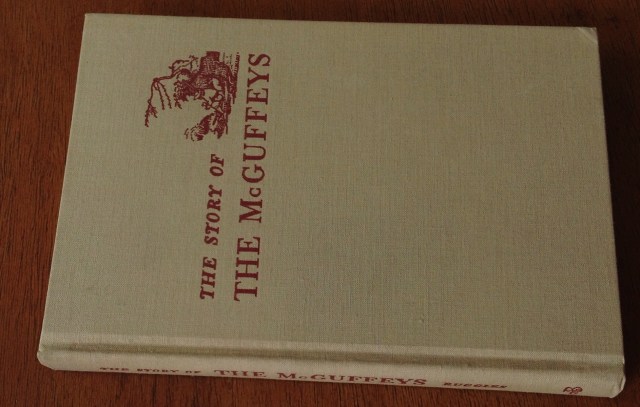 THE STORY OF
THE McGUFFEYS
THE STORY OF THE McGUFFEYS RUGGLES